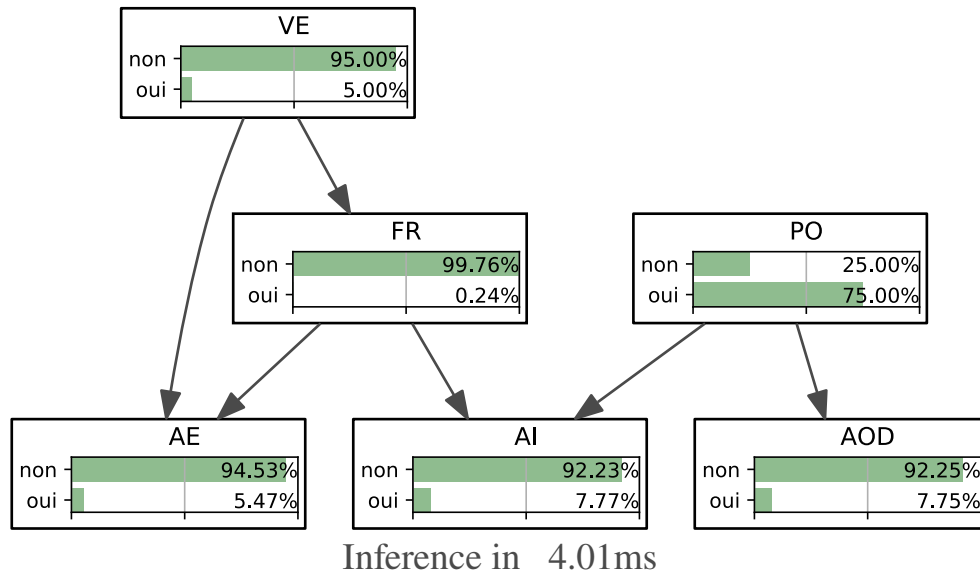 VE
non 95.00%
oui 5.00%
FR
non 99.76%
oui 0.24%
PO
non 25.00%
oui 75.00%
AE
non 94.53%
oui 5.47%
AI
non 92.23%
oui 7.77%
AOD
non 92.25%
oui 7.75%
Inference in 4.01ms